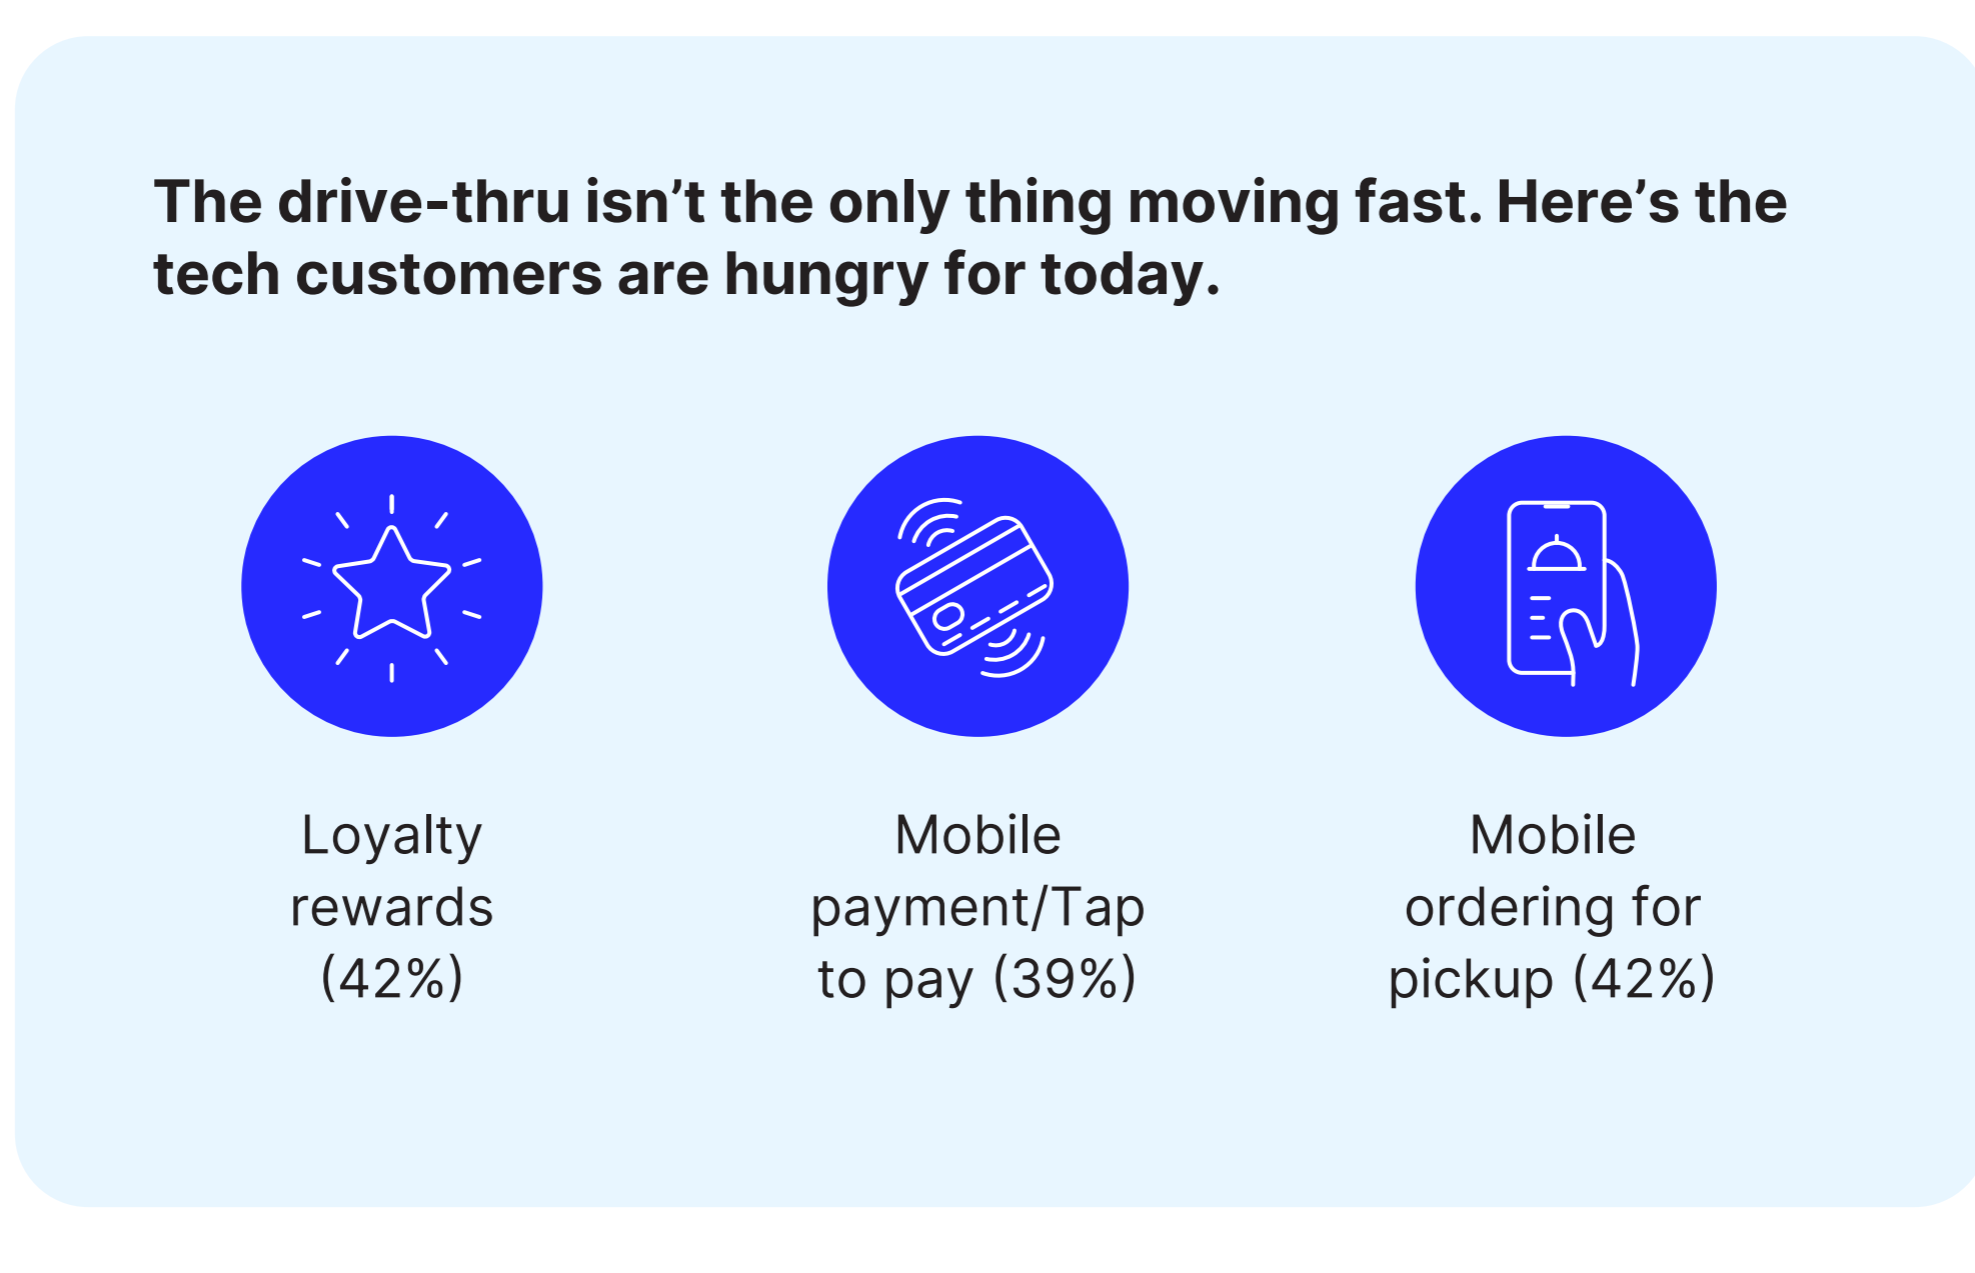 The drive-thru isn’t the only thing moving fast. Here’s the
tech customers are hungry for today.
Loyalty
rewards
(42%)
Mobile
payment/Tap
to pay (39%)
Mobile
ordering for
pickup (42%)